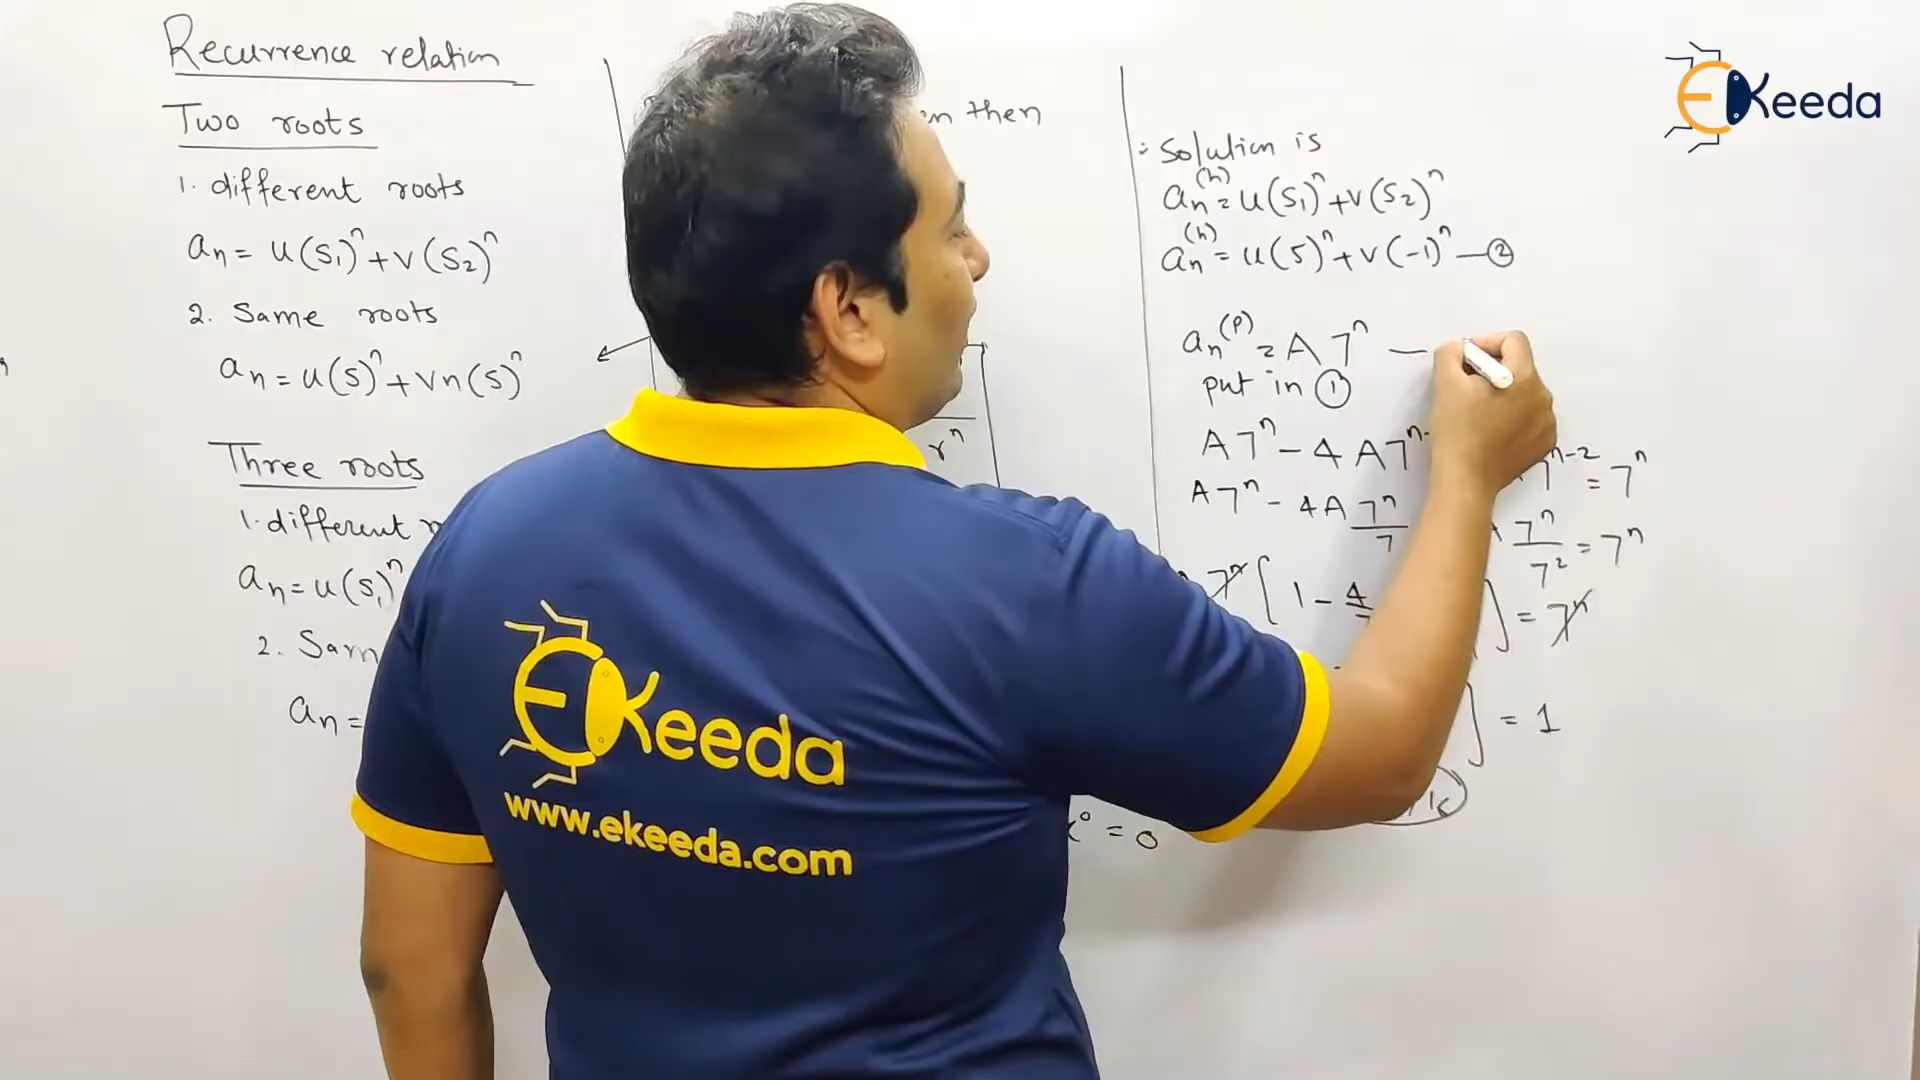 Recurrence relation
Two roots
1. different roots
aₙ = u(s₁)ⁿ + v(s₂)ⁿ
2. Same roots
aₙ = u(s)ⁿ + vn(s)ⁿ
Three roots
1. different
aₙ = u(s₁)ⁿ
2. Sam
aₙ =
then
rⁿ
= 0
∴ Solution is
aₙ⁽ʰ⁾ = u(s₁)ⁿ + v(s₂)ⁿ
aₙ⁽ʰ⁾ = u(5)ⁿ + v(-1)ⁿ — ②
aₙ⁽ᵖ⁾ = A 7ⁿ —
put in ①
A7ⁿ - 4 A7ⁿ⁻ 7ⁿ⁻² = 7ⁿ
A7ⁿ - 4A 7ⁿ/7 7ⁿ/7² = 7ⁿ
7ⁿ [ 1 - 4/ ] = 7ⁿ
] = 1
EKeeda
EKeeda
www.ekeeda.com